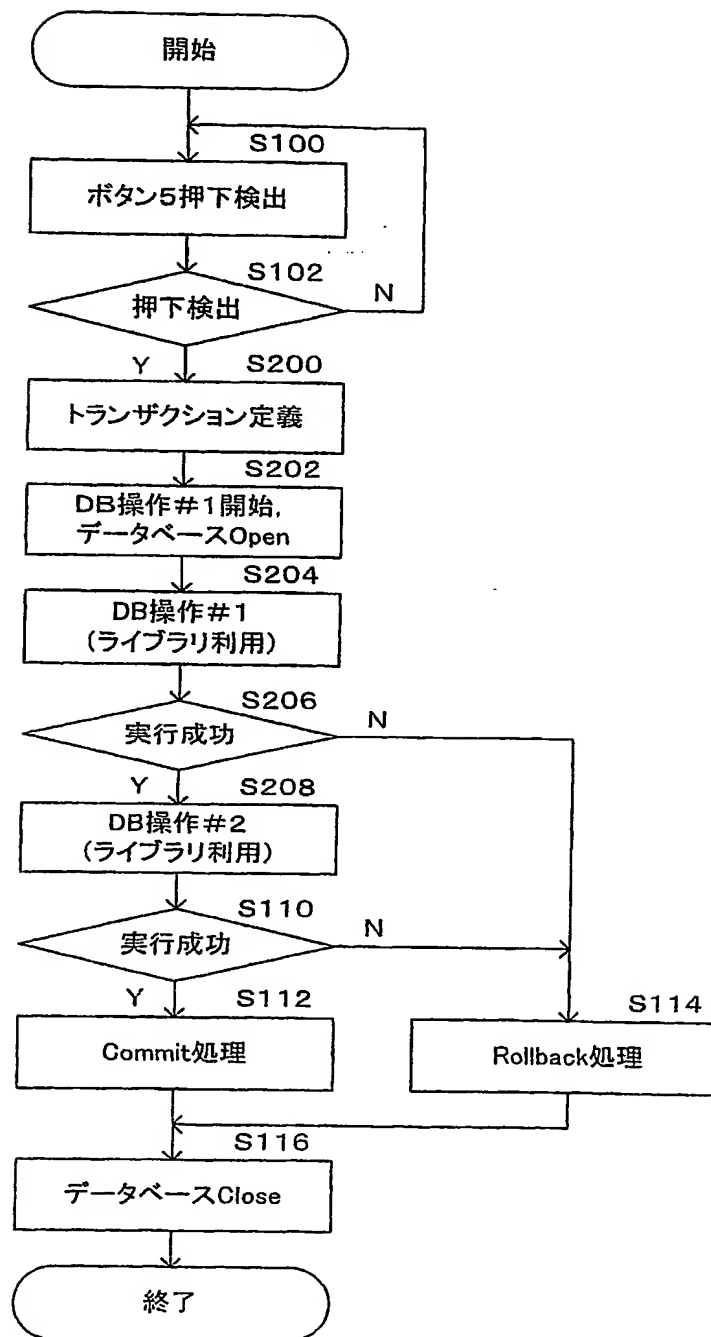 開始
S100
ボタン5押下検出
S102
押下検出
N
Y
S200
トランザクション定義
S202
DB操作#1開始,
データベースOpen
S204
DB操作#1
(ライブラリ利用)
S206
実行成功
N
Y
S208
DB操作#2
(ライブラリ利用)
S110
実行成功
N
Y
S112
S114
Commit処理
Rollback処理
S116
データベースClose
終了